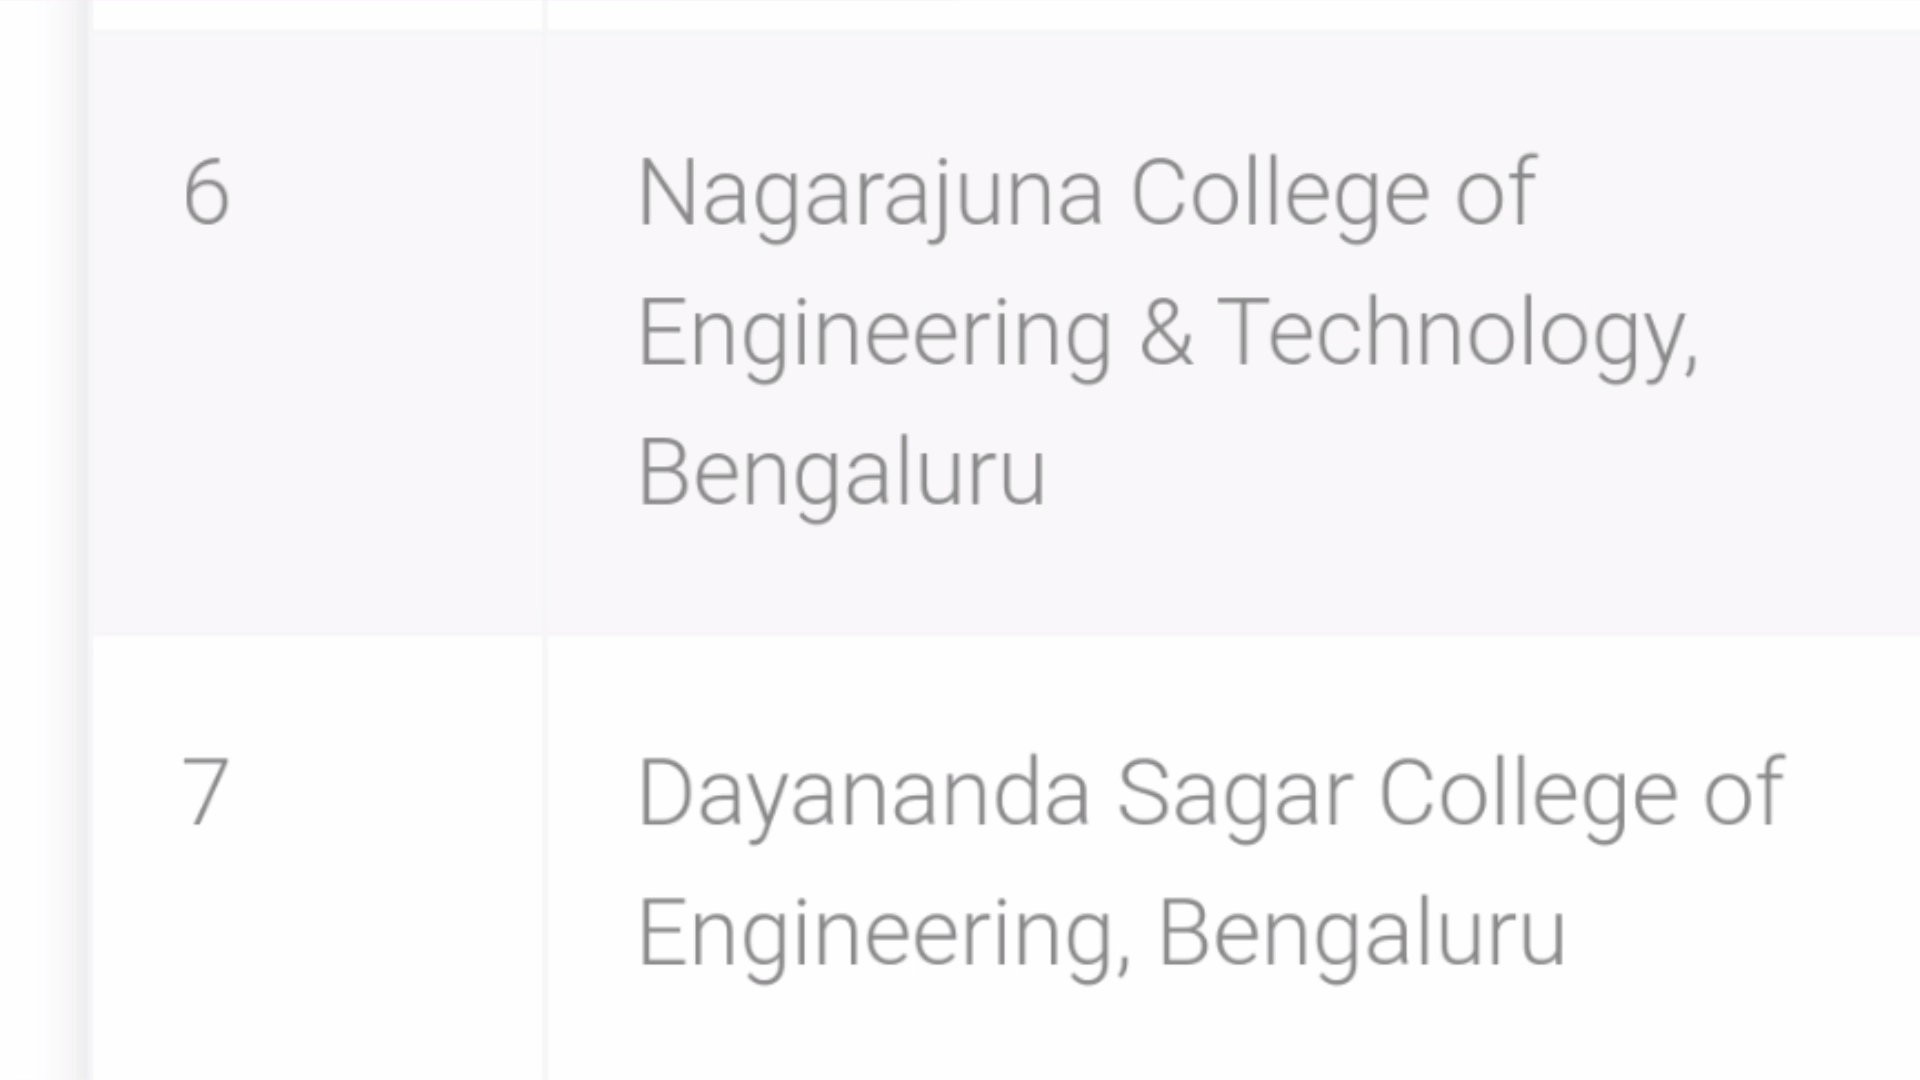 6
Nagarajuna College of
Engineering & Technology,
Bengaluru
7
Dayananda Sagar College of
Engineering, Bengaluru